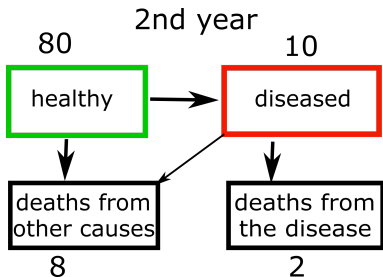 2nd year
80
10
healthy
diseased
deaths from
other causes
deaths from
the disease
8
2